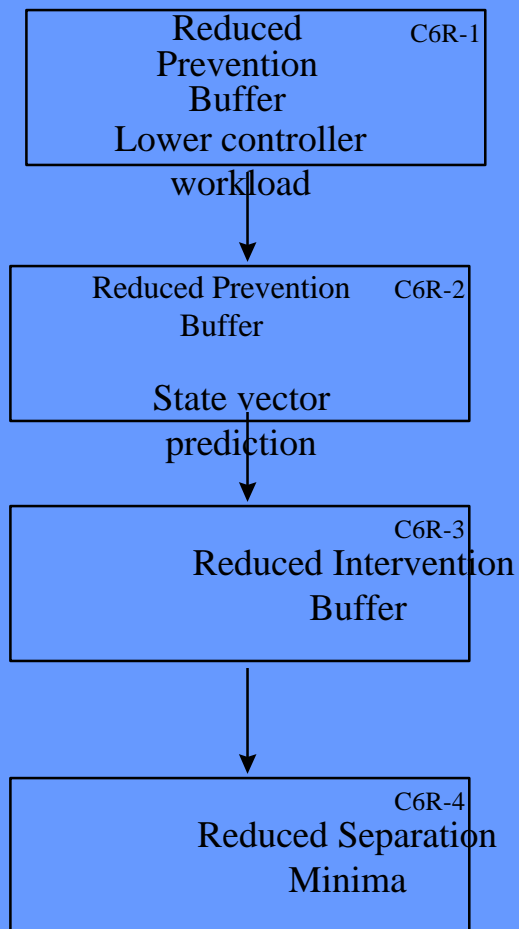 Reduced C6R-1
Prevention
Buffer
Lower controller
workload
Reduced Prevention C6R-2
Buffer
State vector
prediction
C6R-3
Reduced Intervention
Buffer
C6R-4
Reduced Separation
Minima